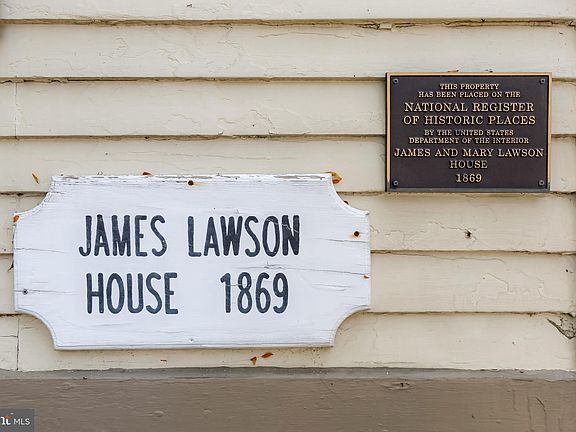 THIS PROPERTY
HAS BEEN PLACED ON THE
NATIONAL REGISTER
OF HISTORIC PLACES
BY THE UNITED STATES
DEPARTMENT OF THE INTERIOR
JAMES AND MARY LAWSON
HOUSE
1869
JAMES LAWSON
HOUSE 1869
MLS